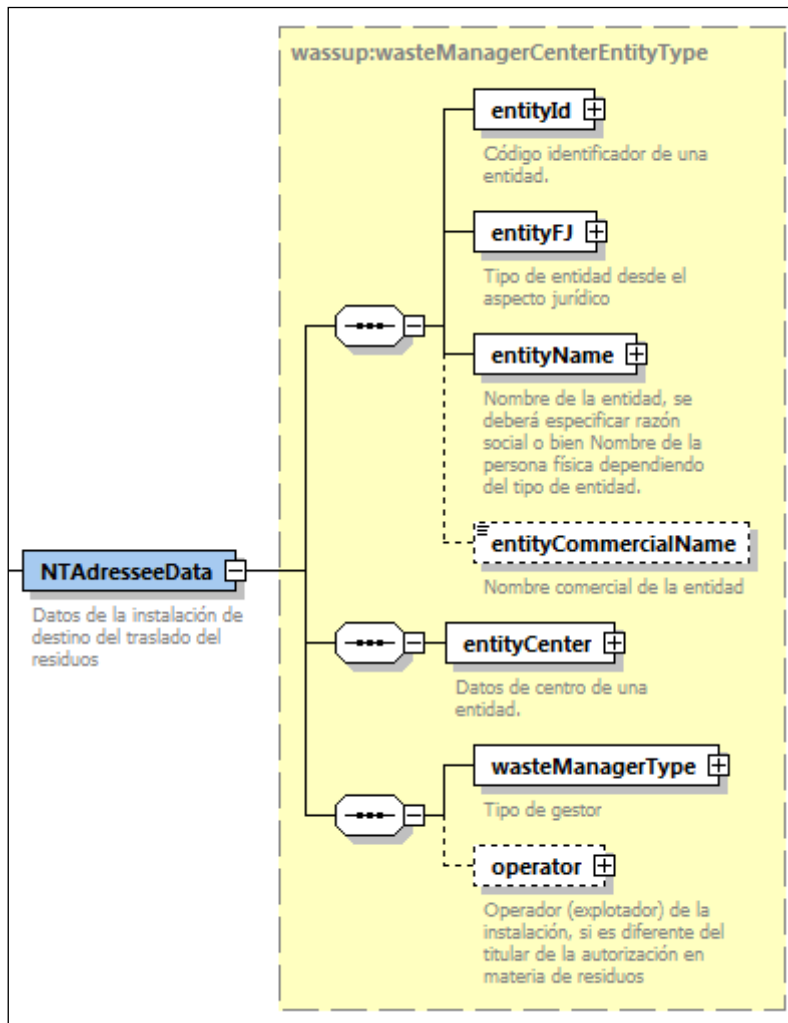 wassup:wasteManagerCenterEntityType
entityId
Código identificador de una
entidad.
entityFJ
Tipo de entidad desde el
aspecto jurídico
entityName
Nombre de la entidad, se
deberá especificar razón
social o bien Nombre de la
persona física dependiendo
del tipo de entidad.
entityCommercialName
Nombre comercial de la entidad
NTAdresseeData
Datos de la instalación de
destino del traslado del
residuos
entityCenter
Datos de centro de una
entidad.
wasteManagerType
Tipo de gestor
operator
Operador (explotador) de la
instalación, si es diferente del
titular de la autorización en
materia de residuos